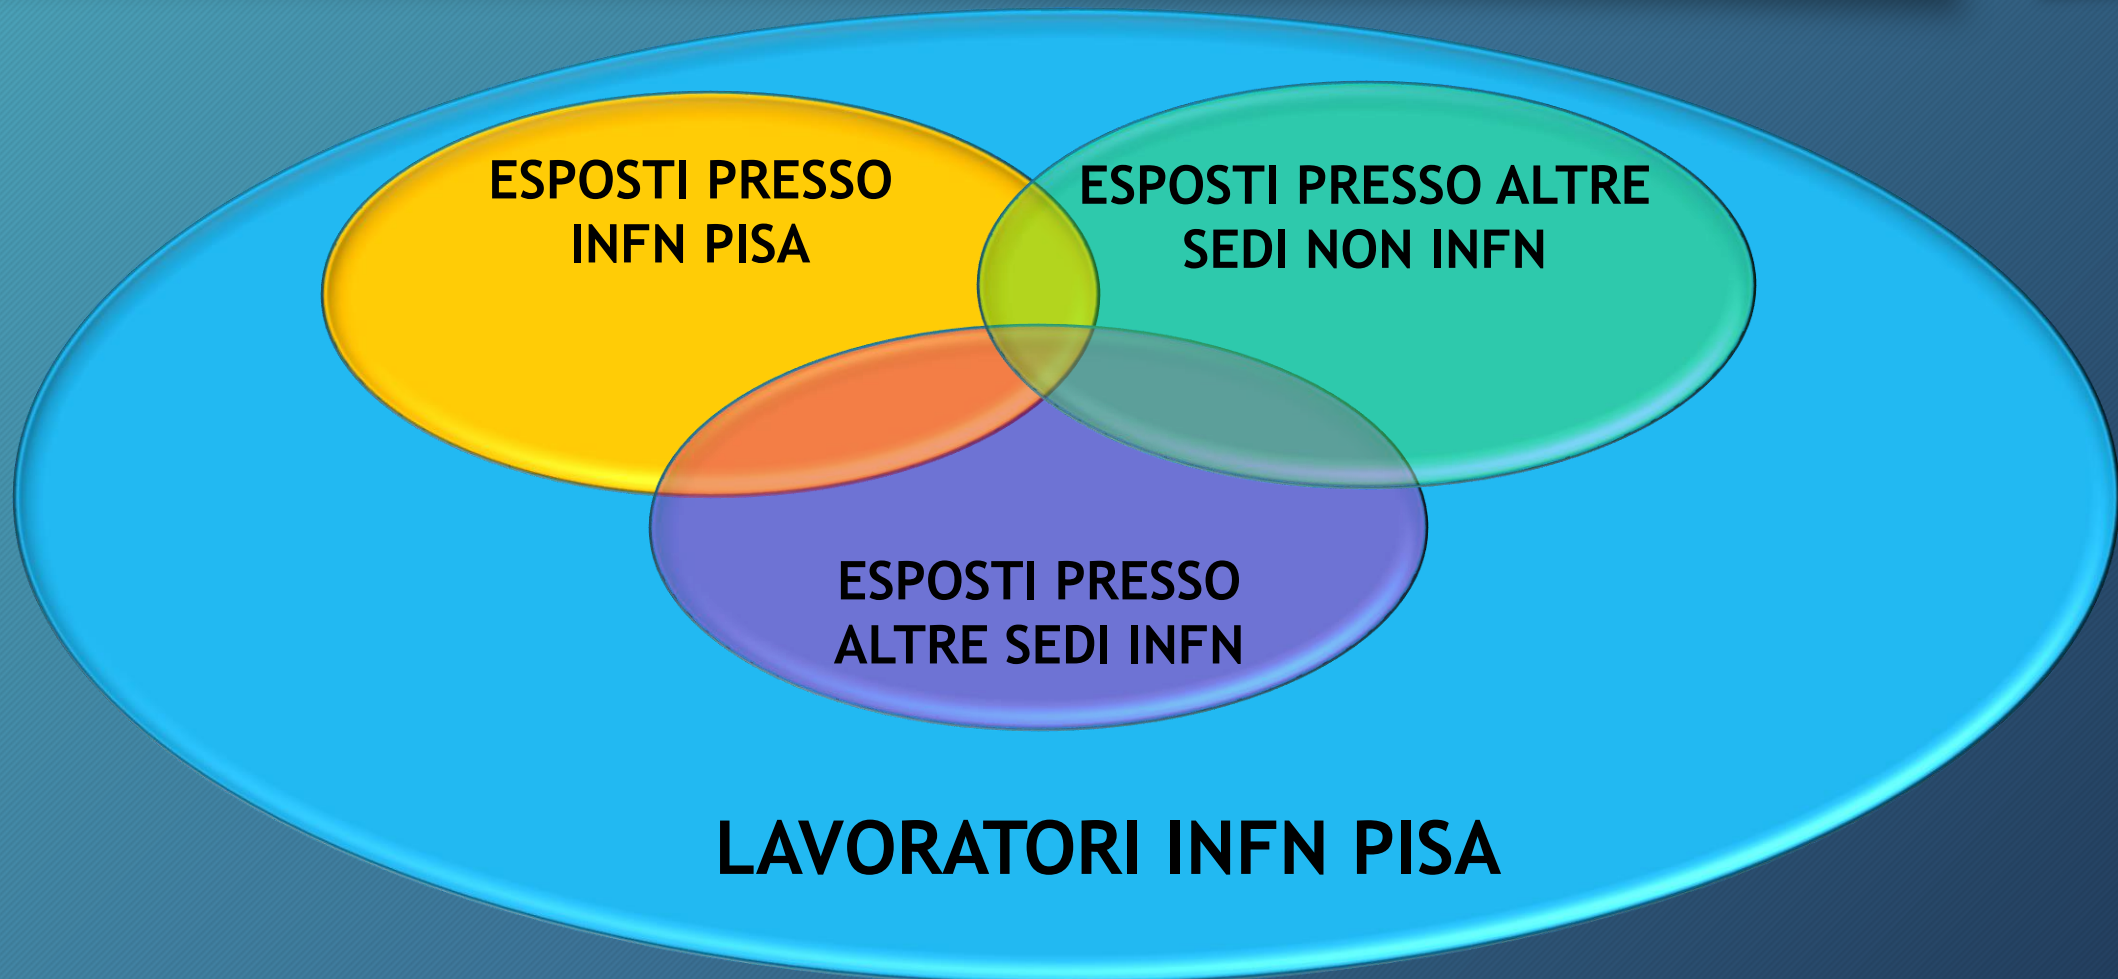 ESPOSTI PRESSO
INFN PISA
ESPOSTI PRESSO ALTRE
SEDI NON INFN
ESPOSTI PRESSO
ALTRE SEDI INFN
LAVORATORI INFN PISA